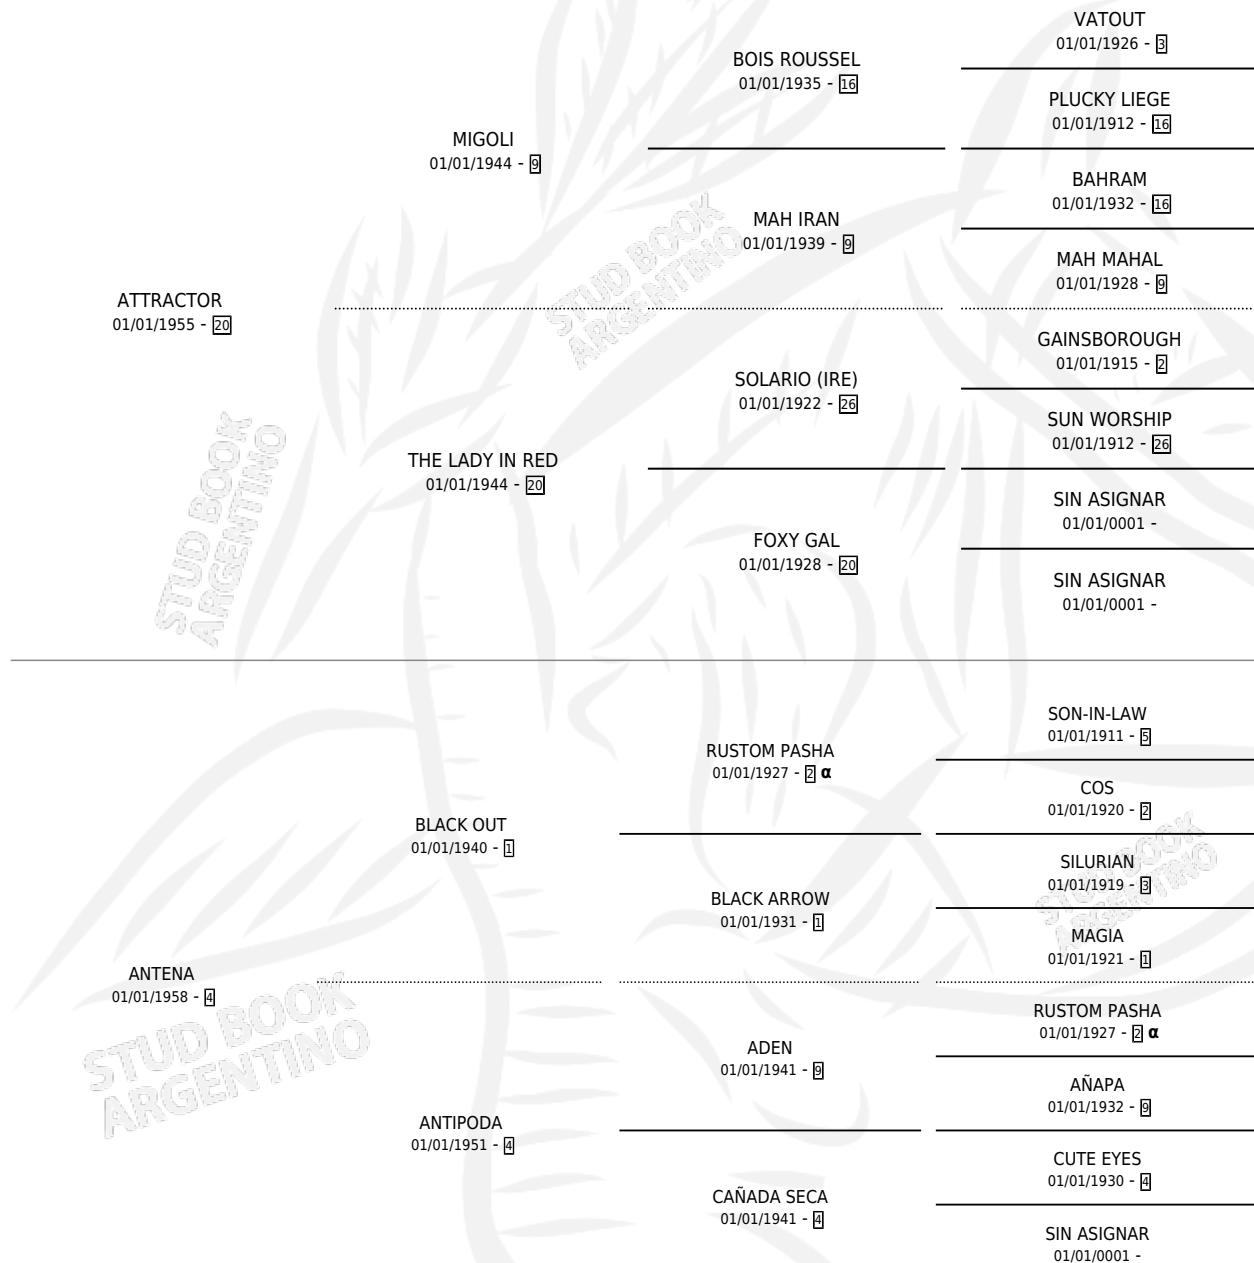 VATOUT
01/01/1926 - 3
BOIS ROUSSEL
01/01/1935 - 16
PLUCKY LIEGE
01/01/1912 - 16
MIGOLI
01/01/1944 - 9
BAHRAM
01/01/1932 - 16
MAH IRAN
01/01/1939 - 9
MAH MAHAL
01/01/1928 - 9
ATTRACTOR
01/01/1955 - 20
GAINSBOROUGH
01/01/1915 - 2
SOLARIO (IRE)
01/01/1922 - 26
SUN WORSHIP
01/01/1912 - 26
THE LADY IN RED
01/01/1944 - 20
SIN ASIGNAR
01/01/0001 -
FOXY GAL
01/01/1928 - 20
SIN ASIGNAR
01/01/0001 -
SON-IN-LAW
01/01/1911 - 5
RUSTOM PASHA
01/01/1927 - 2 α
COS
01/01/1920 - 2
BLACK OUT
01/01/1940 - 1
SILURIAN
01/01/1919 - 3
BLACK ARROW
01/01/1931 - 1
MAGIA
01/01/1921 - 1
ANTENA
01/01/1958 - 4
RUSTOM PASHA
01/01/1927 - 2 α
ADEN
01/01/1941 - 9
AÑAPA
01/01/1932 - 9
ANTIPODA
01/01/1951 - 4
CUTE EYES
01/01/1930 - 4
CAÑADA SECA
01/01/1941 - 4
SIN ASIGNAR
01/01/0001 -
STUD BOOK
ARGENTINO
STUD BOOK
ARGENTINO
STUD BOOK
ARGENTINO
STUD BOOK
ARGENTINO